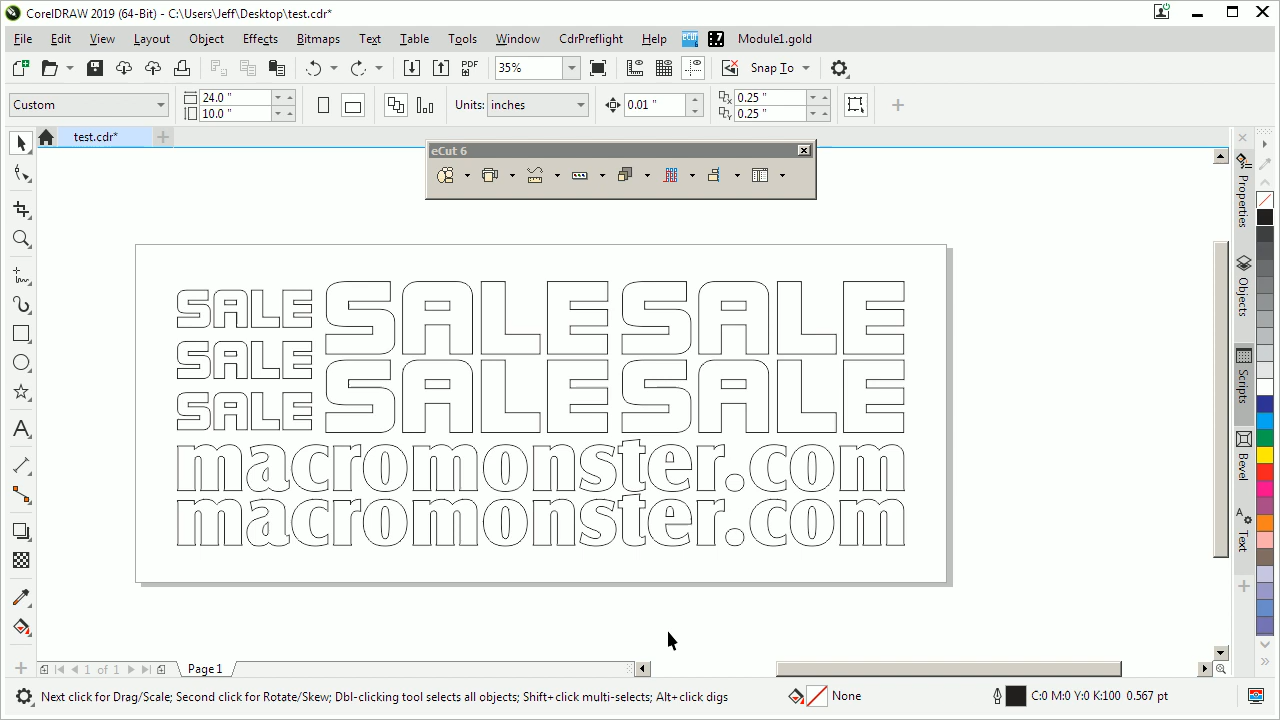 CorelDRAW 2019 (64-Bit) - C:\Users\Jeff\Desktop\test.cdr*
File Edit View Layout Object Effects Bitmaps Text Table Tools Window CdrPreflight Help ecut 6 :7 Module1.gold
PDF 35% Snap To
Custom 24.0 " 10.0 " Units: inches 0.01 " 0.25 " 0.25 "
test.cdr*
eCut 6
Properties
Objects
Scripts
Bevel
Text
SALE SALESALE
SALE
SALE SALESALE
macromonster.com
macromonster.com
1 of 1 Page 1
Next click for Drag/Scale; Second click for Rotate/Skew; Dbl-clicking tool selects all objects; Shift+click multi-selects; Alt+click digs None C:0 M:0 Y:0 K:100 0.567 pt